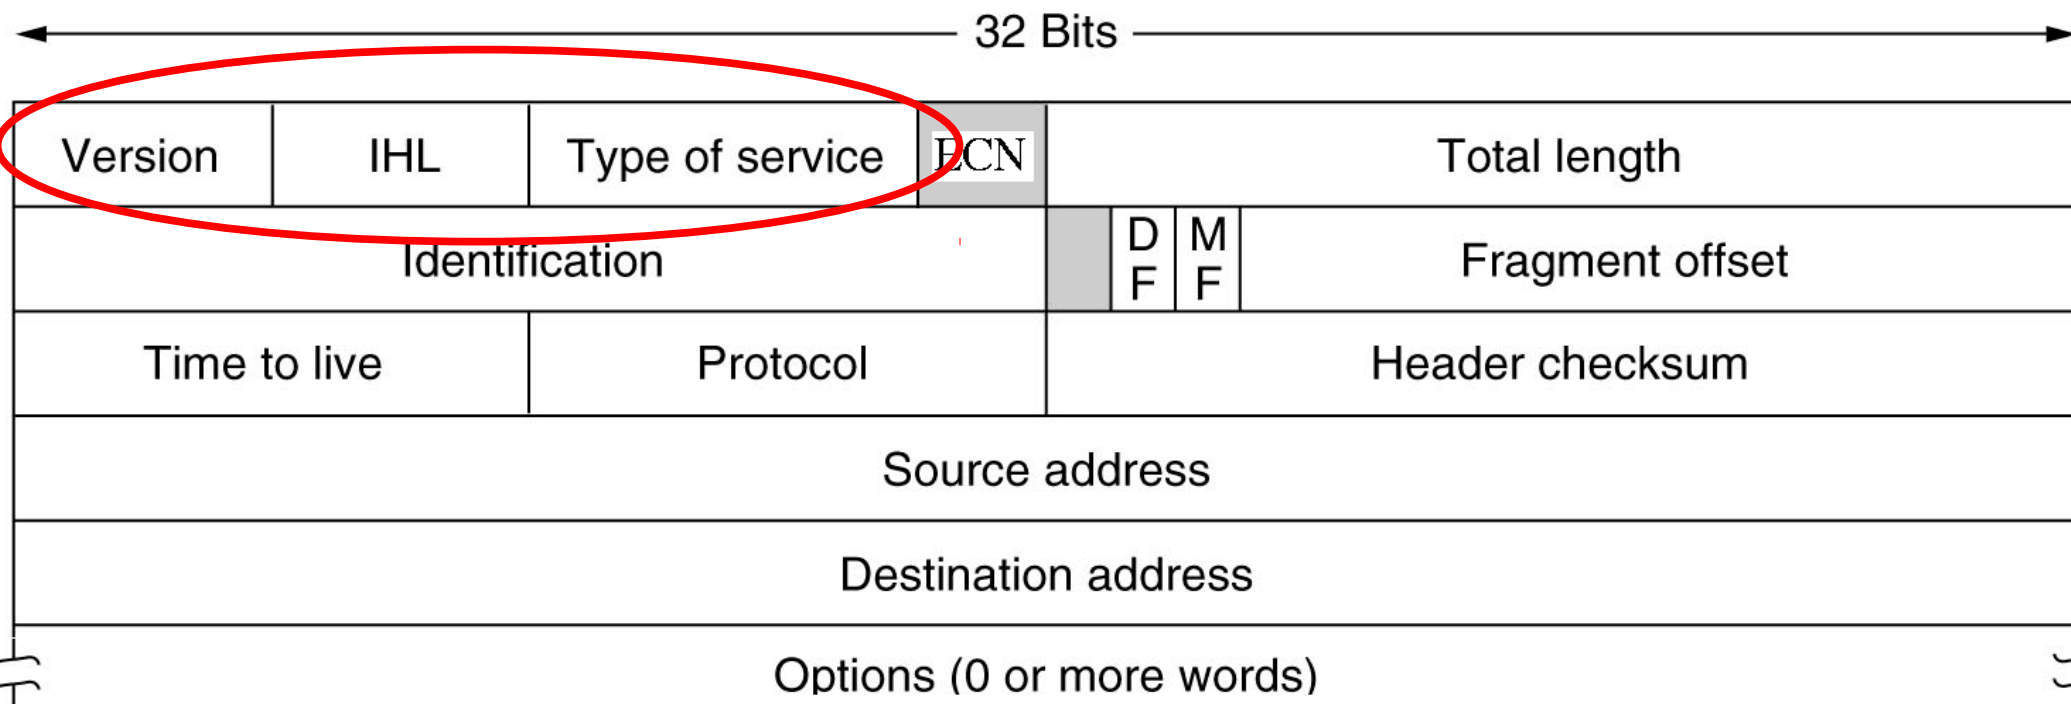 32 Bits
Version IHL Type of service ECN Total length
Identification D F M F Fragment offset
Time to live Protocol Header checksum
Source address
Destination address
Options (0 or more words)